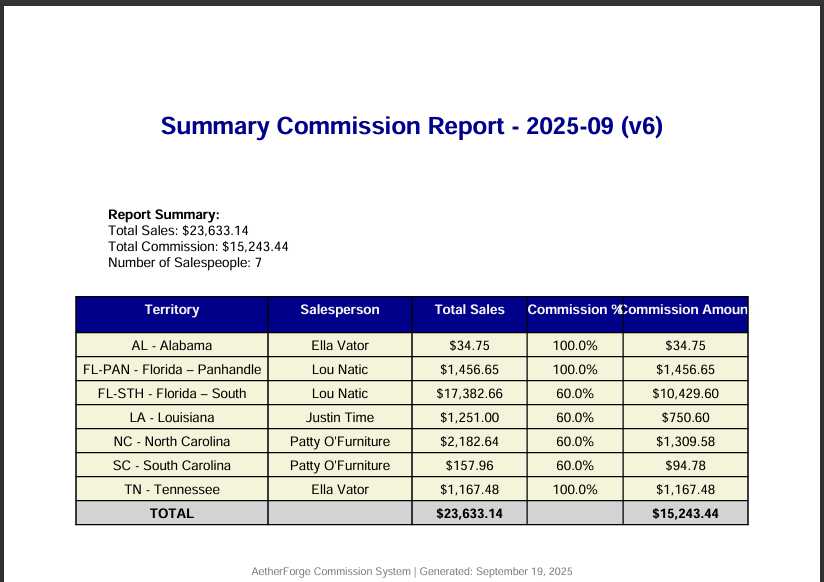 Summary Commission Report - 2025-09 (v6)
Report Summary:
Total Sales: $23,633.14
Total Commission: $15,243.44
Number of Salespeople: 7
Territory Salesperson Total Sales Commission % Commission Amoun
AL - Alabama Ella Vator $34.75 100.0% $34.75
FL-PAN - Florida – Panhandle Lou Natic $1,456.65 100.0% $1,456.65
FL-STH - Florida – South Lou Natic $17,382.66 60.0% $10,429.60
LA - Louisiana Justin Time $1,251.00 60.0% $750.60
NC - North Carolina Patty O'Furniture $2,182.64 60.0% $1,309.58
SC - South Carolina Patty O'Furniture $157.96 60.0% $94.78
TN - Tennessee Ella Vator $1,167.48 100.0% $1,167.48
TOTAL $23,633.14 $15,243.44
AetherForge Commission System | Generated: September 19, 2025